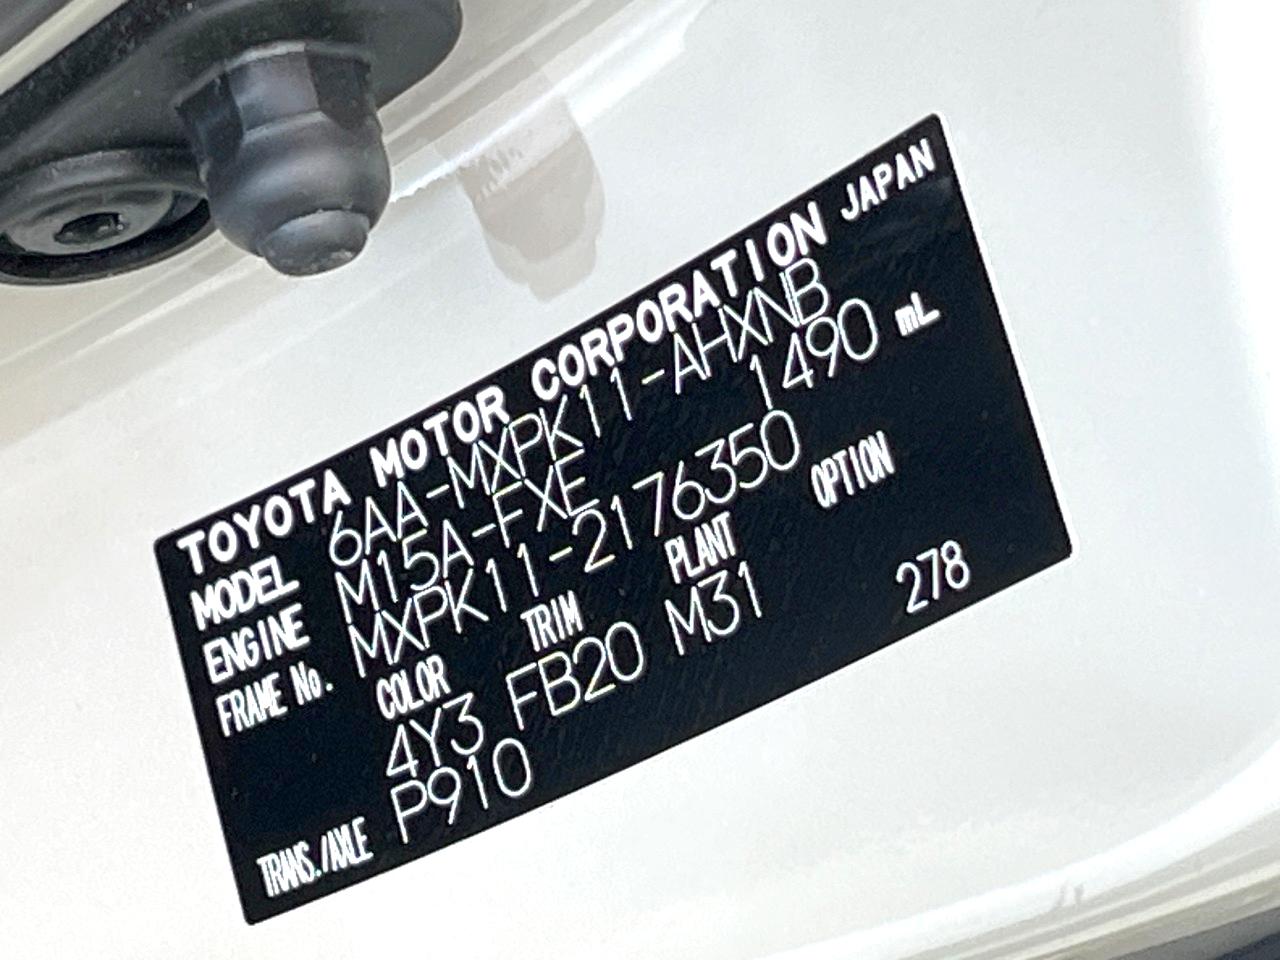 TOYOTA MOTOR CORPORATION JAPAN
MODEL 6AA-MXPK11-AHXNB
ENGINE M15A-FXE 1490 mL
FRAME No. MXPK11-2176350
COLOR TRIM PLANT OPTION
4Y3 FB20 M31 278
TRANS./AXLE P910